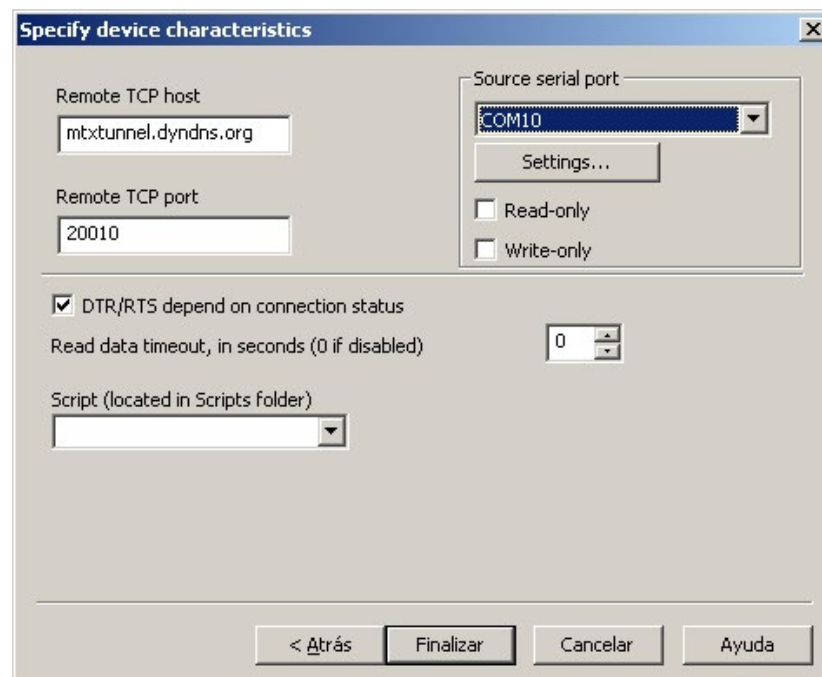 Specify device characteristics
Remote TCP host
mtxtunnel.dyndns.org
Remote TCP port
20010
Source serial port
COM10
Settings...
Read-only
Write-only
DTR/RTS depend on connection status
Read data timeout, in seconds (0 if disabled)
0
Script (located in Scripts folder)
< Atrás
Finalizar
Cancelar
Ayuda